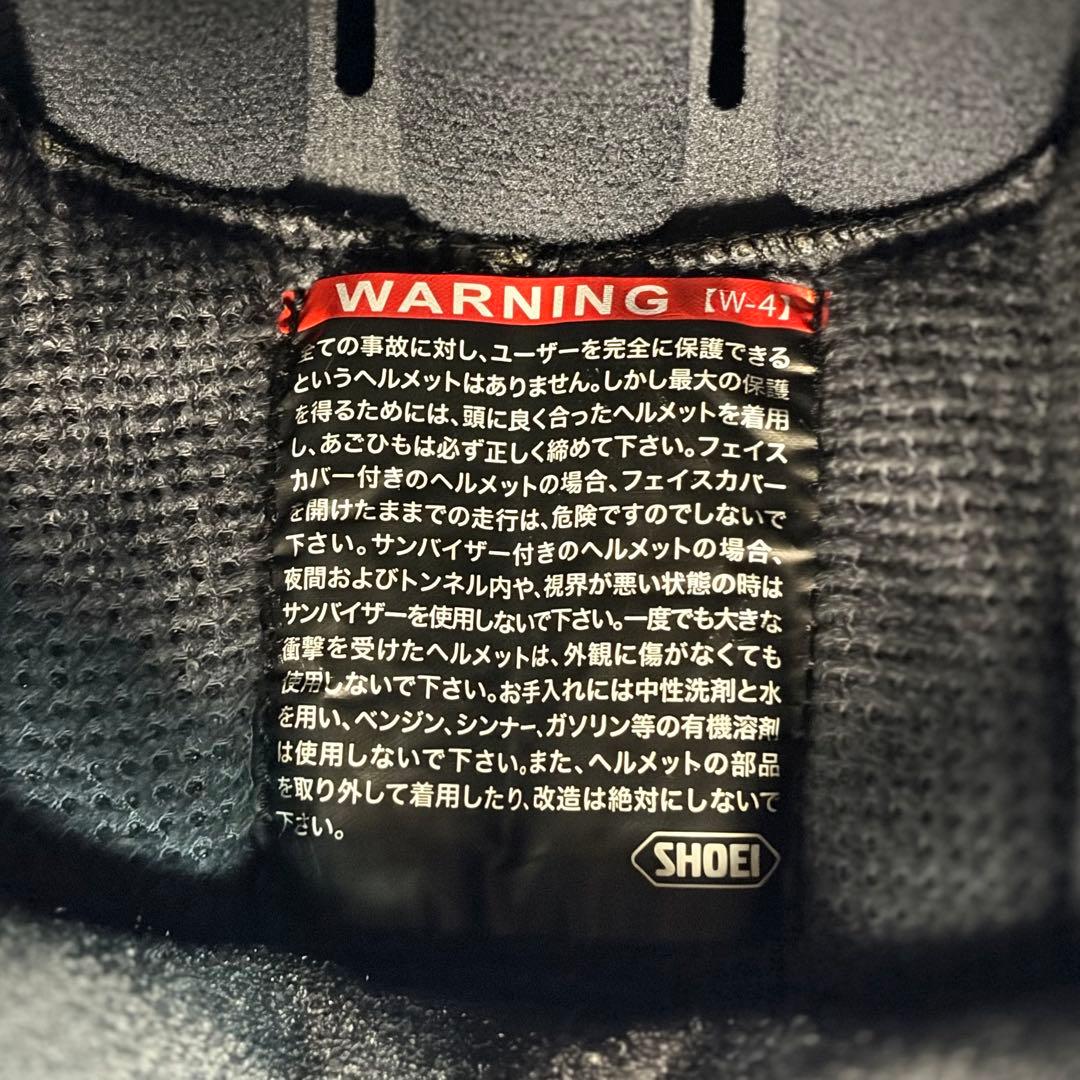 WARNING 【W-4】
全ての事故に対し、ユーザーを完全に保護できる
というヘルメットはありません。しかし最大の保護
を得るためには、頭に良く合ったヘルメットを着用
し、あごひもは必ず正しく締めて下さい。フェイス
カバー付きのヘルメットの場合、フェイスカバー
を開けたままでの走行は、危険ですのでしないで
下さい。サンバイザー付きのヘルメットの場合、
夜間およびトンネル内や、視界が悪い状態の時は
サンバイザーを使用しないで下さい。一度でも大きな
衝撃を受けたヘルメットは、外観に傷がなくても
使用しないで下さい。お手入れには中性洗剤と水
を用い、ベンジン、シンナー、ガソリン等の有機溶剤
は使用しないで下さい。また、ヘルメットの部品
を取り外して着用したり、改造は絶対にしないで
下さい。
SHOEI